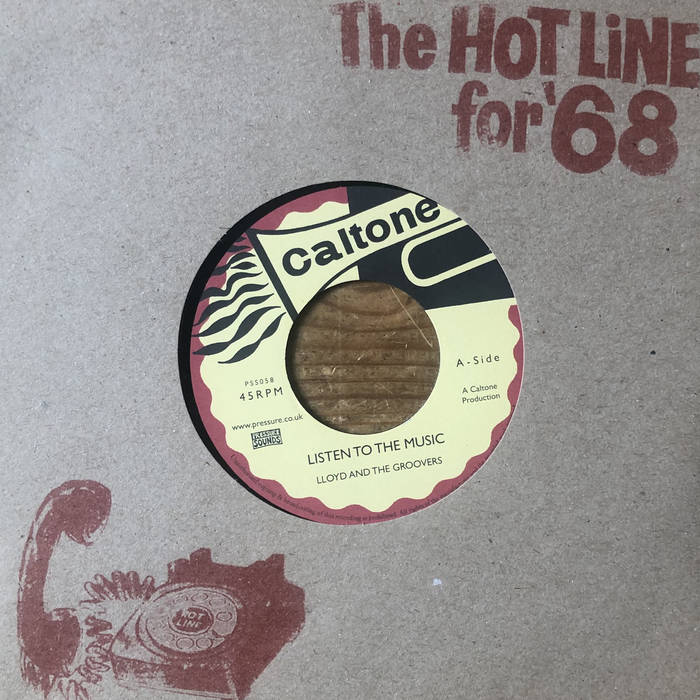 The HOT LiNE
for '68
Caltone
PSS058
45RPM
A-Side
www.pressure.co.uk
A Caltone
Production
PRESSURE
SOUNDS
LISTEN TO THE MUSIC
LLOYD AND THE GROOVERS
HOT
LINE